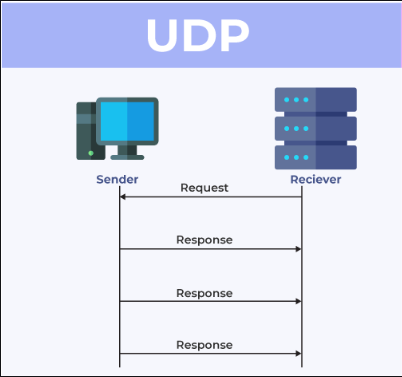 UDP
Sender
Reciever
Request
Response
Response
Response